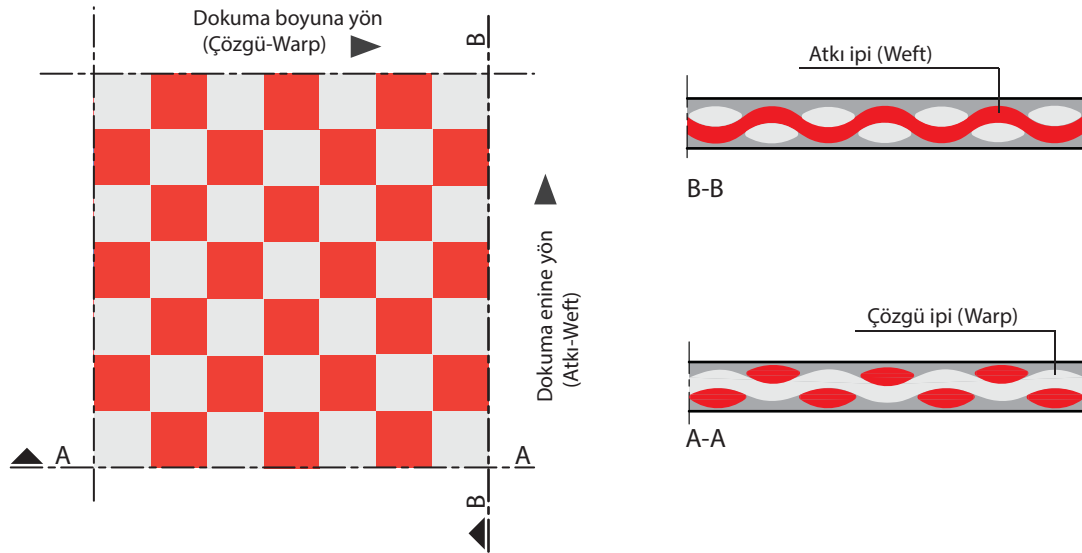 Dokuma boyuna yön
(Çözgü-Warp)
B
Dokuma enine yön
(Atkı-Weft)
A
A
B
Atkı ipi (Weft)
B-B
Çözgü ipi (Warp)
A-A